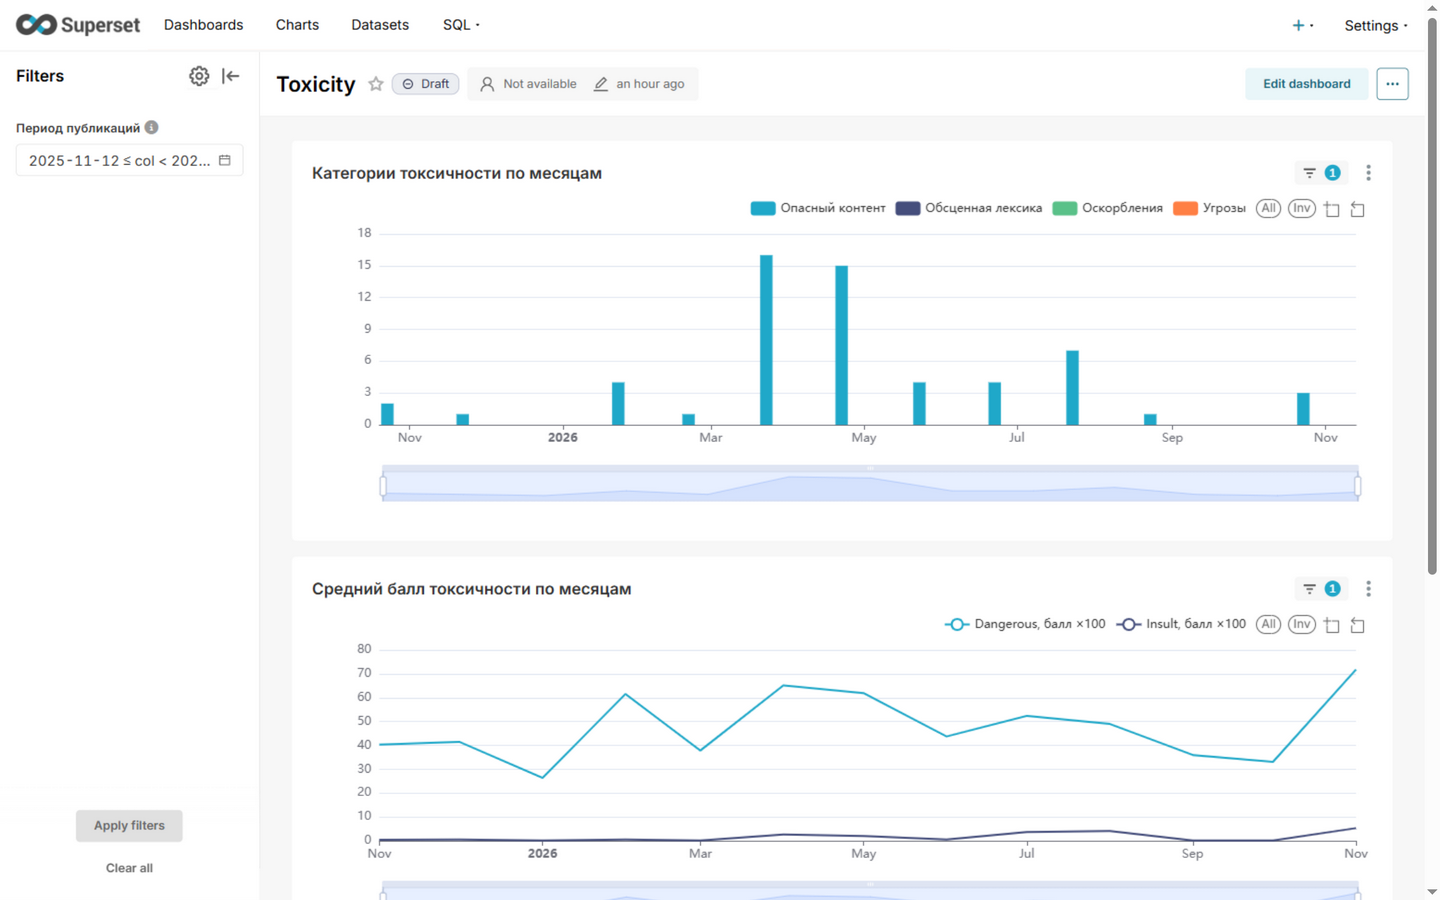 Superset Dashboards Charts Datasets SQL Settings
Filters
Период публикаций
2025-11-12 ≤ col < 202...
Apply filters
Clear all
Toxicity Draft Not available an hour ago Edit dashboard
Категории токсичности по месяцам 1
Опасный контент Обсценная лексика Оскорбления Угрозы All Inv
18
15
12
9
6
3
0
Nov 2026 Mar May Jul Sep Nov
Средний балл токсичности по месяцам 1
Dangerous, балл ×100 Insult, балл ×100 All Inv
80
70
60
50
40
30
20
10
0
Nov 2026 Mar May Jul Sep Nov